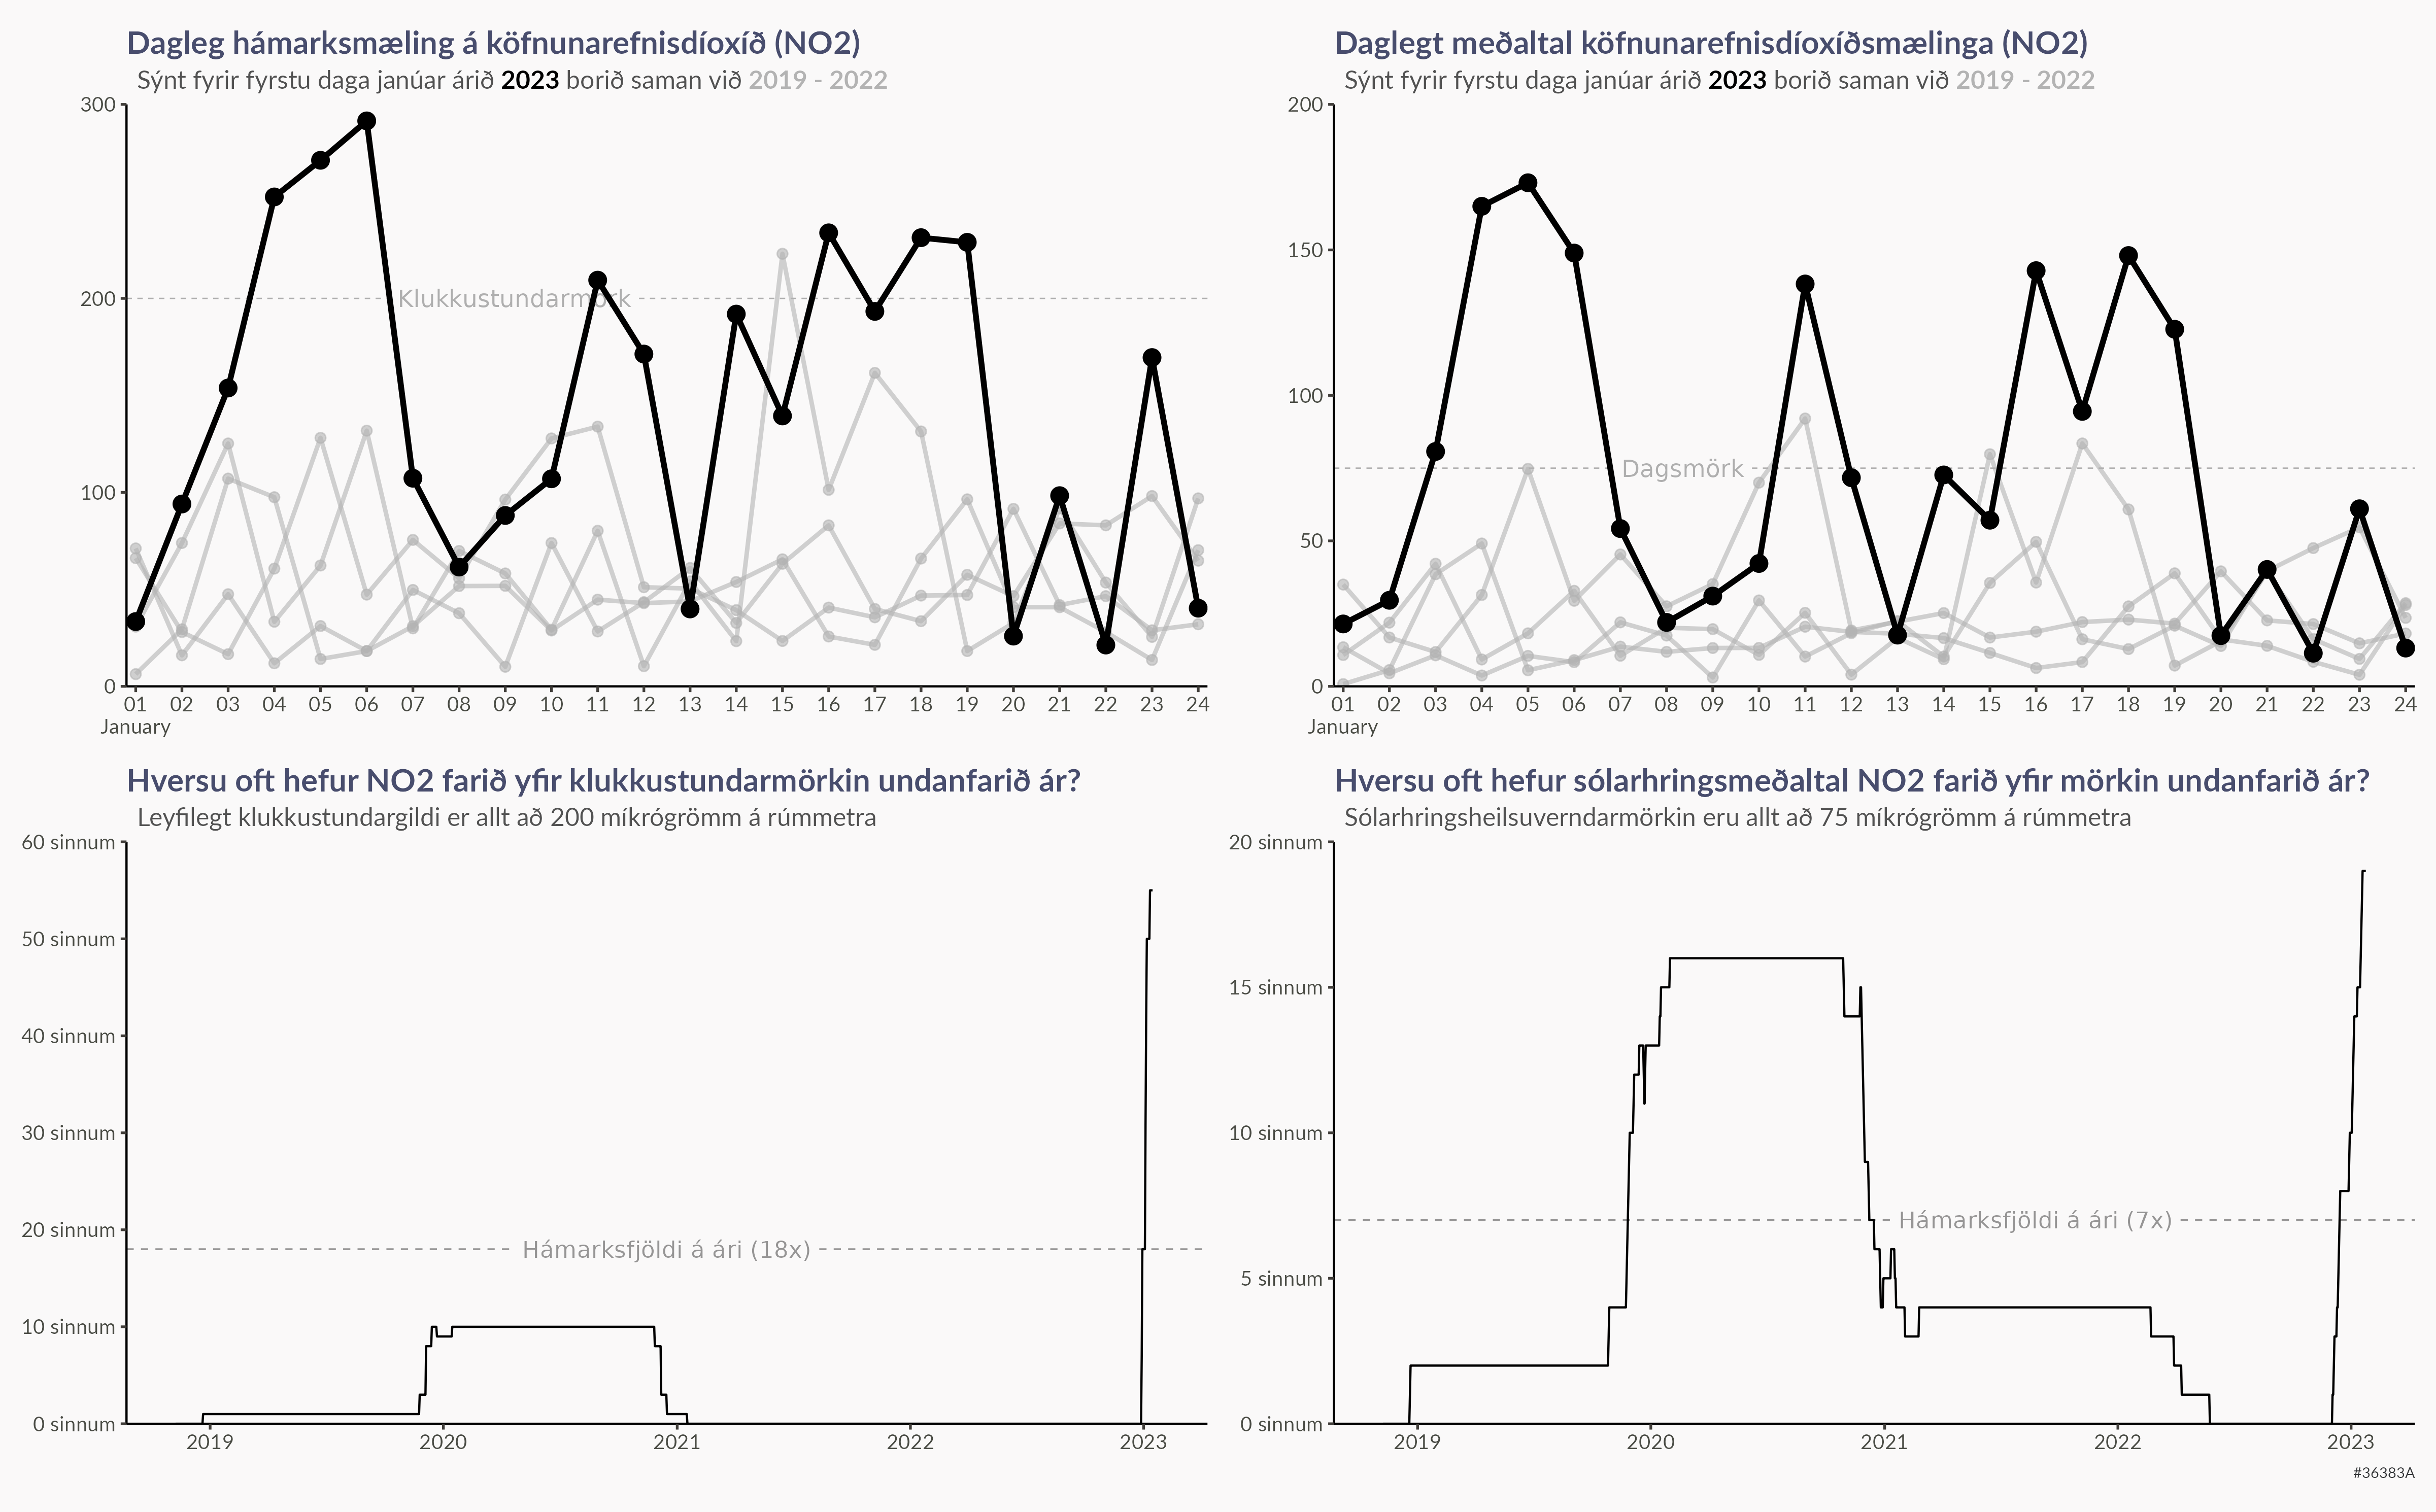 Dagleg hámarksmæling á köfnunarefnisdíoxíð (NO2)
Sýnt fyrir fyrstu daga janúar árið 2023 borið saman við 2019 - 2022
300
200
100
0
Klukkustundarmörk
01 02 03 04 05 06 07 08 09 10 11 12 13 14 15 16 17 18 19 20 21 22 23 24
January
Daglegt meðaltal köfnunarefnisdíoxíðsmælinga (NO2)
Sýnt fyrir fyrstu daga janúar árið 2023 borið saman við 2019 - 2022
200
150
100
50
0
Dagsmörk
01 02 03 04 05 06 07 08 09 10 11 12 13 14 15 16 17 18 19 20 21 22 23 24
January
Hversu oft hefur NO2 farið yfir klukkustundarmörkin undanfarið ár?
Leyfilegt klukkustundargildi er allt að 200 míkrógrömm á rúmmetra
60 sinnum
50 sinnum
40 sinnum
30 sinnum
20 sinnum
10 sinnum
0 sinnum
Hámarksfjöldi á ári (18x)
2019 2020 2021 2022 2023
Hversu oft hefur sólarhringsmeðaltal NO2 farið yfir mörkin undanfarið ár?
Sólarhringsheilsuverndarmörkin eru allt að 75 míkrógrömm á rúmmetra
20 sinnum
15 sinnum
10 sinnum
5 sinnum
0 sinnum
Hámarksfjöldi á ári (7x)
2019 2020 2021 2022 2023
#36383A